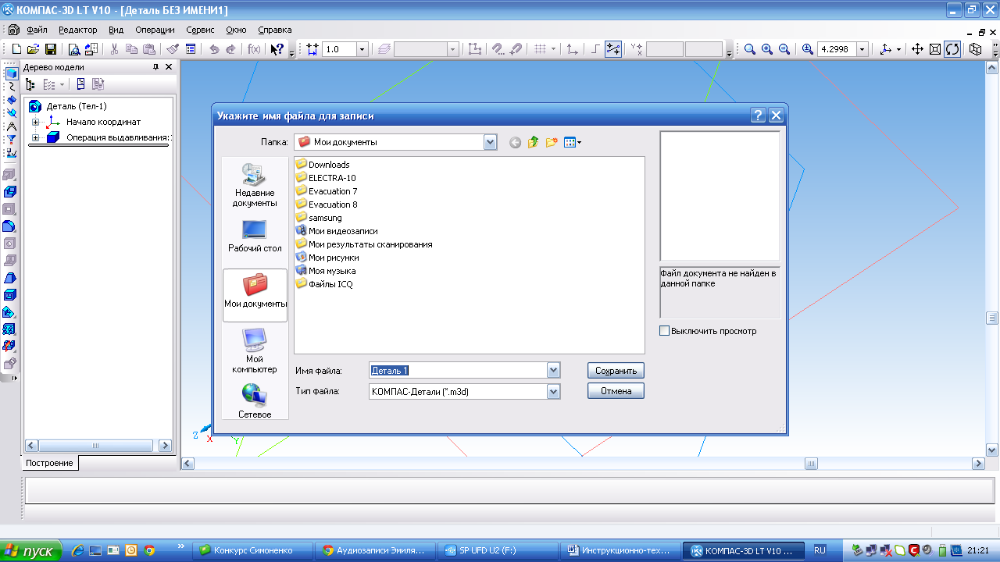 КОМПАС-3D LT V10 - [Деталь БЕЗ ИМЕНИ1]
Файл Редактор Вид Операции Сервис Окно Справка
1.0
f(x)
4.2998
Дерево модели
Деталь (Тел-1)
Начало координат
Операция выдавливания:
Построение
Укажите имя файла для записи
Папка: Мои документы
Недавние документы
Рабочий стол
Мои документы
Мой компьютер
Сетевое
Downloads
ELECTRA-10
Evacuation 7
Evacuation 8
samsung
Мои видеозаписи
Мои результаты сканирования
Мои рисунки
Моя музыка
Файлы ICQ
Файл документа не найден в
данной папке
Выключить просмотр
Имя файла: Деталь 1 Сохранить
Тип файла: КОМПАС-Детали (*.m3d) Отмена
Z X Y
пуск » Конкурс Симоненко Аудиозаписи Эмиля... SP UFD U2 (F:) Инструкционно-тех... КОМПАС-3D LT V10 ... RU 21:21